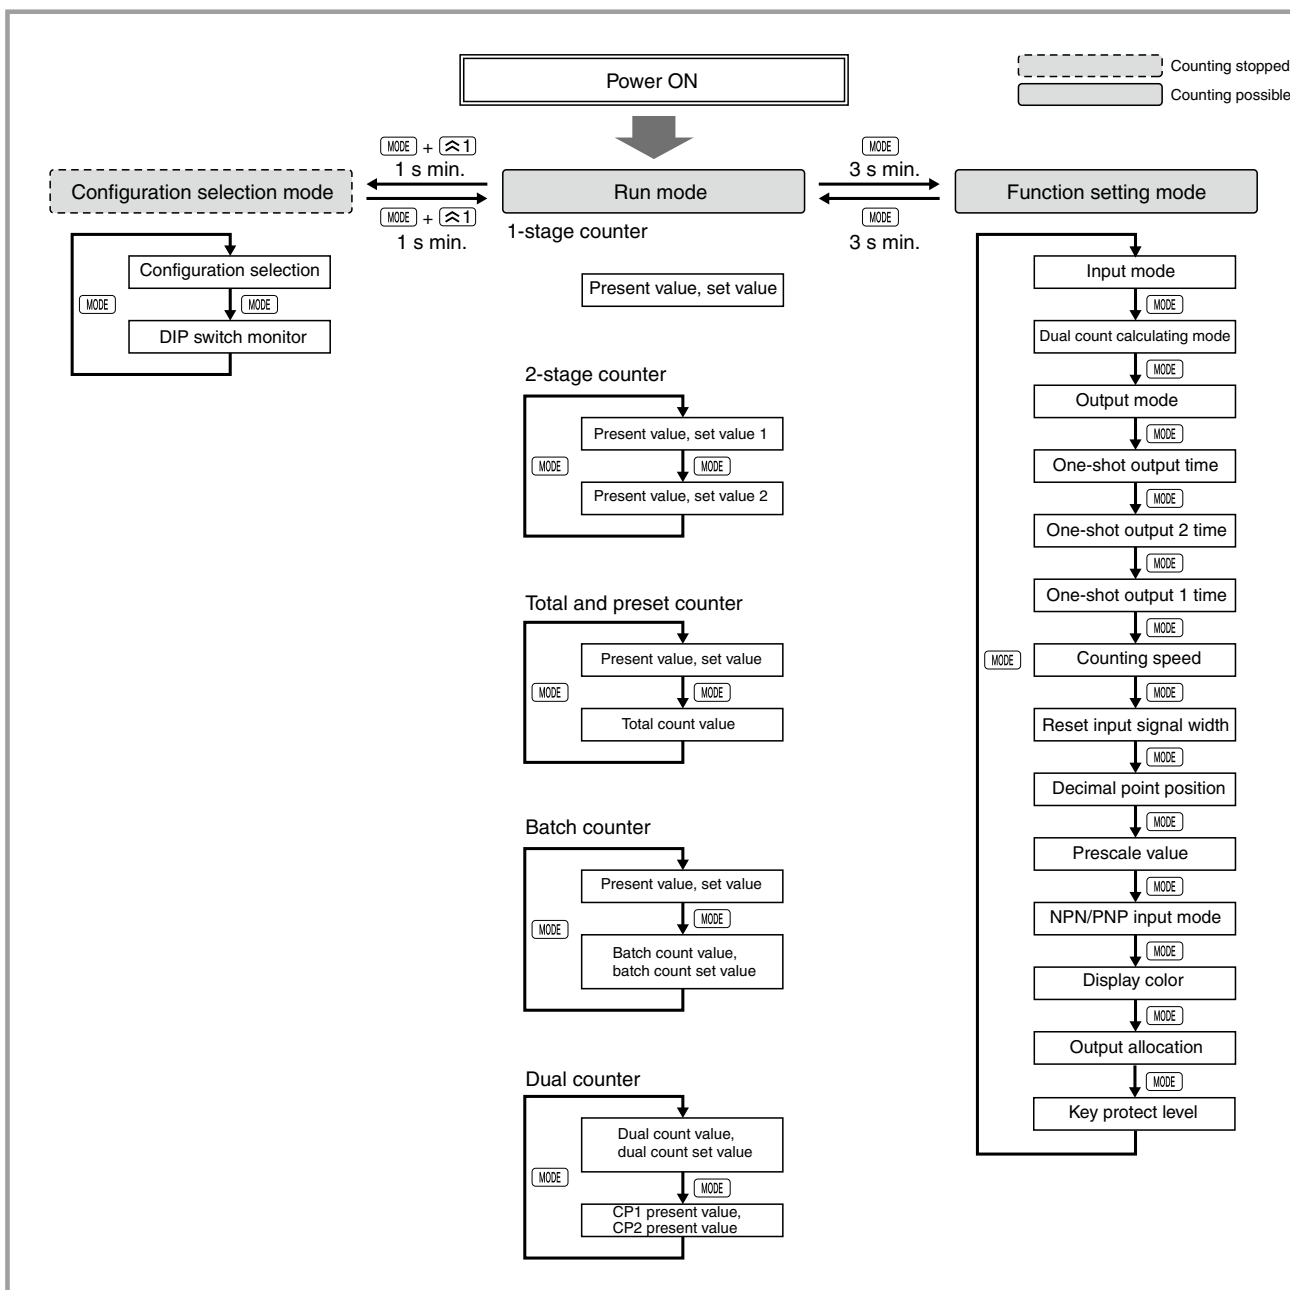 Power ON
Counting stopped
Counting possible
MODE + 1
1 s min.
MODE
3 s min.
Configuration selection mode
Run mode
Function setting mode
MODE + 1
1 s min.
MODE
3 s min.
Configuration selection
MODE
MODE
DIP switch monitor
1-stage counter
Present value, set value
2-stage counter
Present value, set value 1
MODE
MODE
Present value, set value 2
Total and preset counter
Present value, set value
MODE
MODE
Total count value
Batch counter
Present value, set value
MODE
MODE
Batch count value,
batch count set value
Dual counter
Dual count value,
dual count set value
MODE
MODE
CP1 present value,
CP2 present value
Input mode
MODE
Dual count calculating mode
MODE
Output mode
MODE
One-shot output time
MODE
One-shot output 2 time
MODE
One-shot output 1 time
MODE
MODE
Counting speed
MODE
Reset input signal width
MODE
Decimal point position
MODE
Prescale value
MODE
NPN/PNP input mode
MODE
Display color
MODE
Output allocation
MODE
Key protect level